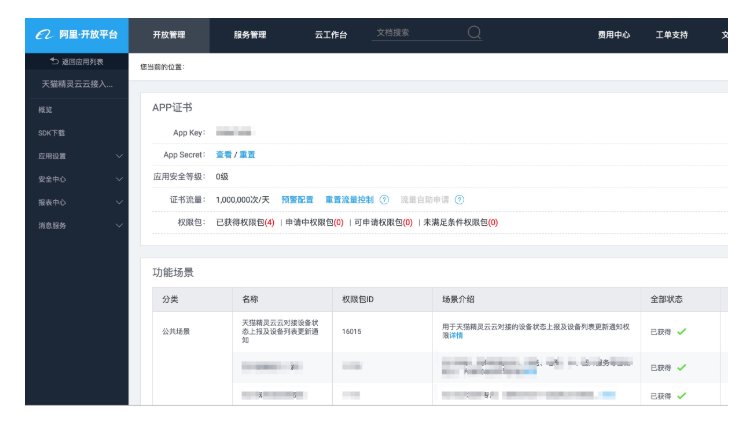 阿里·开放平台
开放管理
服务管理
云工作台
文档搜索
费用中心
工单支持
返回应用列表
天猫精灵云云接入...
概览
SDK下载
应用设置
安全中心
报表中心
消息服务
您当前的位置:
APP证书
App Key:
App Secret: 查看 / 重置
应用安全等级: 0级
证书流量: 1,000,000次/天 预警配置 重置流量控制 流量自助申请
权限包: 已获得权限包(4) | 申请中权限包(0) | 可申请权限包(0) | 未满足条件权限包(0)
功能场景
分类 名称 权限包ID 场景介绍 全部状态
公共场景
天猫精灵云云对接设备状
态上报及设备列表更新通
知
16015
用于天猫精灵云云对接的设备状态上报及设备列表更新通知权
限详情
已获得
已获得
已获得